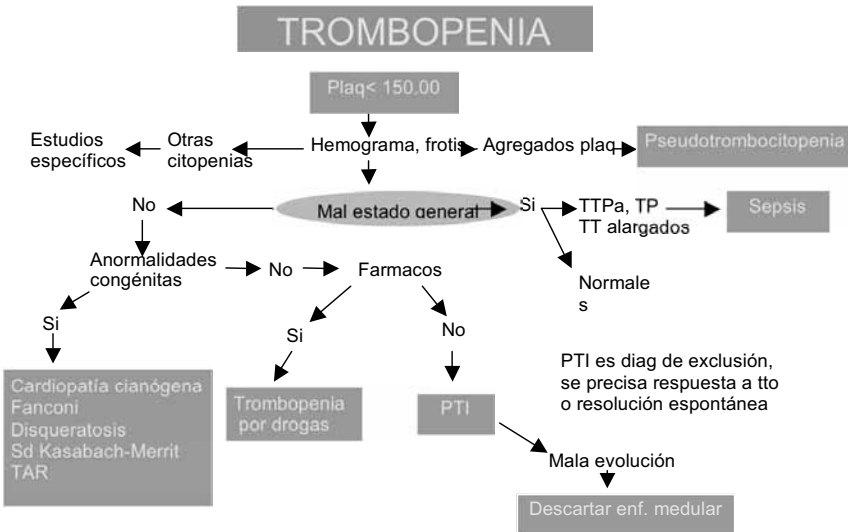 TROMBOPENIA
Plaq< 150.00
Estudios
específicos
Otras
citopenias
Hemograma, frotis
Agregados plaq
Pseudotrombocitopenia
No
Mal estado general
Si
TTPa, TP
TT alargados
Sepsis
Anormalidades
congénitas
No
Farmacos
Normale
s
Si
Si
No
PTI es diag de exclusión,
se precisa respuesta a tto
o resolución espontánea
Cardiopatía cianógena
Fanconi
Disqueratosis
Sd Kasabach-Merrit
TAR
Trombopenia
por drogas
PTI
Mala evolución
Descartar enf. medular